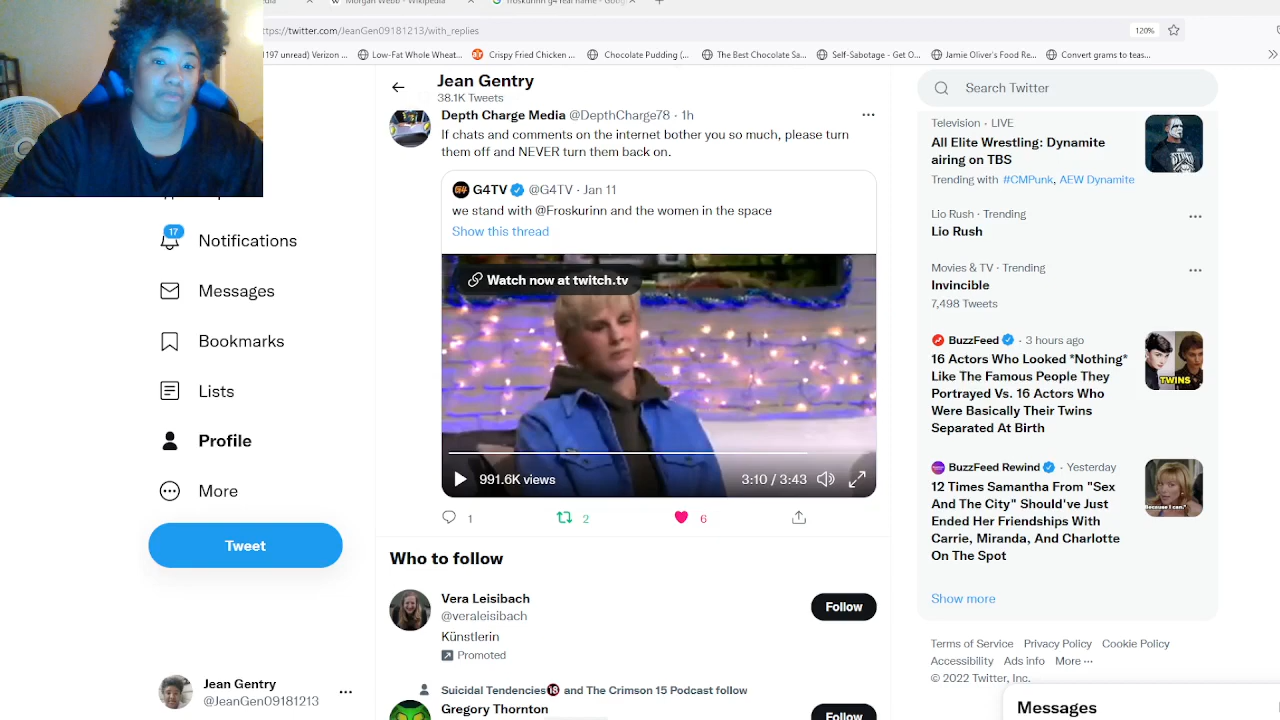 Morgan Webb - Wikipedia
froskurinn g4 real name - Goog
https://twitter.com/JeanGen09181213/with_replies
120%
(197 unread) Verizon ...
Low-Fat Whole Wheat...
Crispy Fried Chicken ...
Chocolate Pudding (...
The Best Chocolate Sa...
Self-Sabotage - Get O...
Jamie Oliver's Food Re...
Convert grams to teas...
Jean Gentry
38.1K Tweets
Depth Charge Media @DepthCharge78 · 1h
If chats and comments on the internet bother you so much, please turn
them off and NEVER turn them back on.
G4TV @G4TV · Jan 11
we stand with @Froskurinn and the women in the space
Show this thread
Watch now at twitch.tv
991.6K views
3:10 / 3:43
1
2
6
Who to follow
Vera Leisbach
@veraleisibach
Künstlerin
Promoted
Follow
Suicidal Tendencies🔞 and The Crimson 15 Podcast follow
Gregory Thornton
Follow
17
Notifications
Messages
Bookmarks
Lists
Profile
More
Tweet
Jean Gentry
@JeanGen09181213
Search Twitter
Television · LIVE
All Elite Wrestling: Dynamite
airing on TBS
Trending with #CMPunk, AEW Dynamite
Lio Rush · Trending
Lio Rush
Movies & TV · Trending
Invincible
7,498 Tweets
BuzzFeed · 3 hours ago
16 Actors Who Looked *Nothing*
Like The Famous People They
Portrayed Vs. 16 Actors Who
Were Basically Their Twins
Separated At Birth
TWINS
BuzzFeed Rewind · Yesterday
12 Times Samantha From "Sex
And The City" Should've Just
Ended Her Friendships With
Carrie, Miranda, And Charlotte
On The Spot
Because I can."
Show more
Terms of Service Privacy Policy Cookie Policy
Accessibility Ads info More ···
© 2022 Twitter, Inc.
Messages